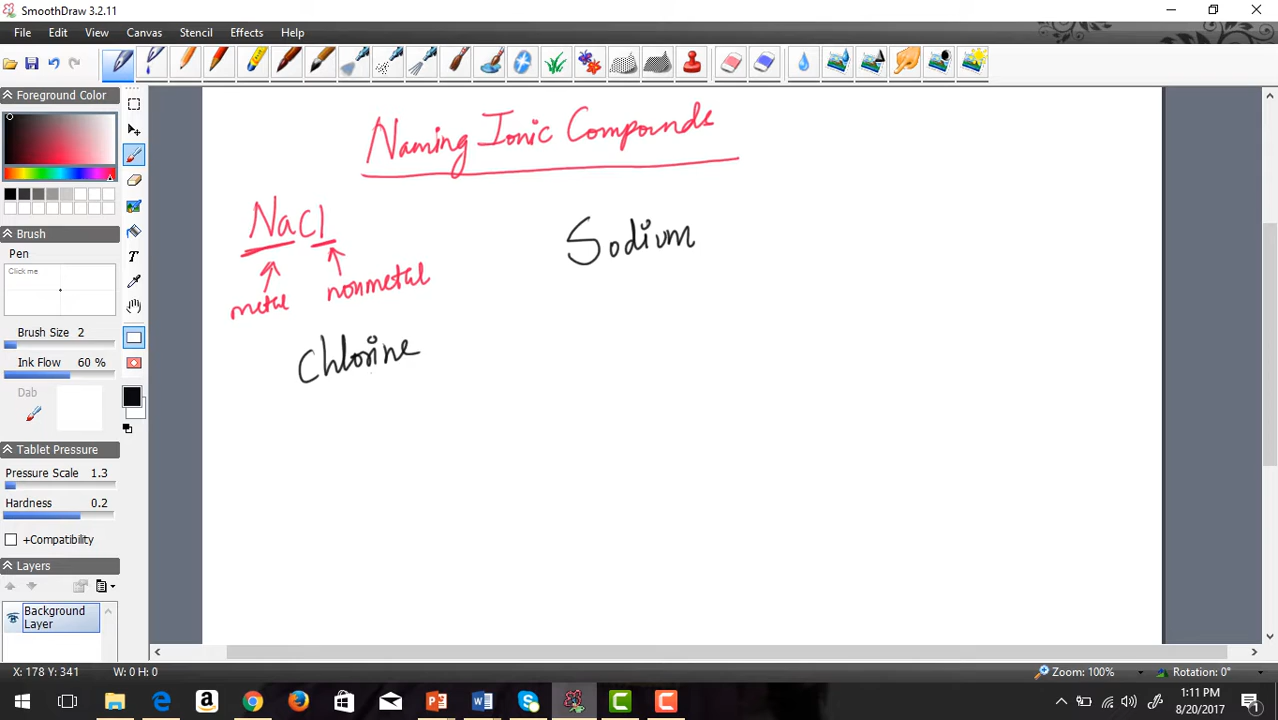 SmoothDraw 3.2.11
File Edit View Canvas Stencil Effects Help
Foreground Color
Brush
Pen
Click me
Brush Size 2
Ink Flow 60 %
Dab
Tablet Pressure
Pressure Scale 1.3
Hardness 0.2
+Compatibility
Layers
Background Layer
Naming Ionic Compounds
NaCl
Sodium
metal nonmetal
Chlorine
X: 178 Y: 341 W: 0 H: 0 Zoom: 100% Rotation: 0°
1:11 PM
8/20/2017